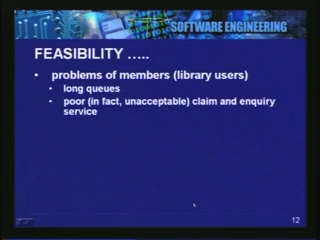 SOFTWARE ENGINEERING
FEASIBILITY …..
• problems of members (library users)
• long queues
• poor (in fact, unacceptable) claim and enquiry
service
12